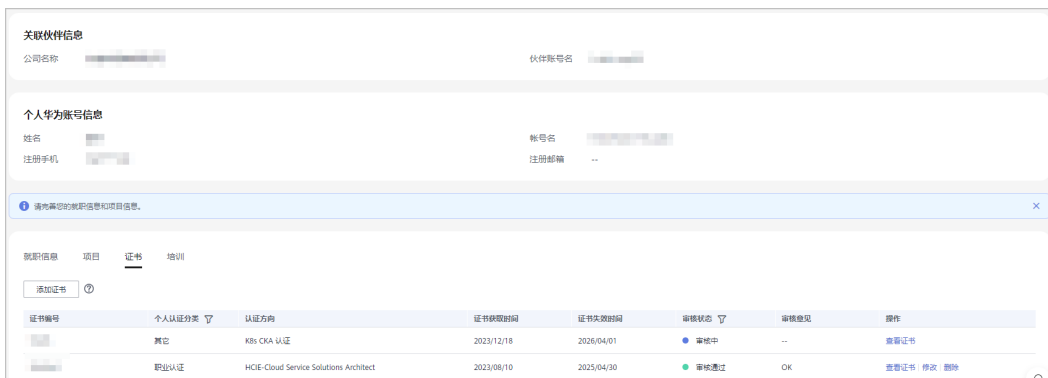 关联伙伴信息
公司名称 伙伴账号名
个人华为账号信息
姓名 帐号名
注册手机 注册邮箱 --
请完善您的就职信息和项目信息。
就职信息 项目 证书 培训
添加证书
证书编号 个人认证分类 认证方向 证书获取时间 证书失效时间 审核状态 审核意见 操作
其它 K8s CKA 认证 2023/12/18 2026/04/01 审核中 -- 查看证书
职业认证 HCIE-Cloud Service Solutions Architect 2023/08/10 2025/04/30 审核通过 OK 查看证书 | 修改 | 删除